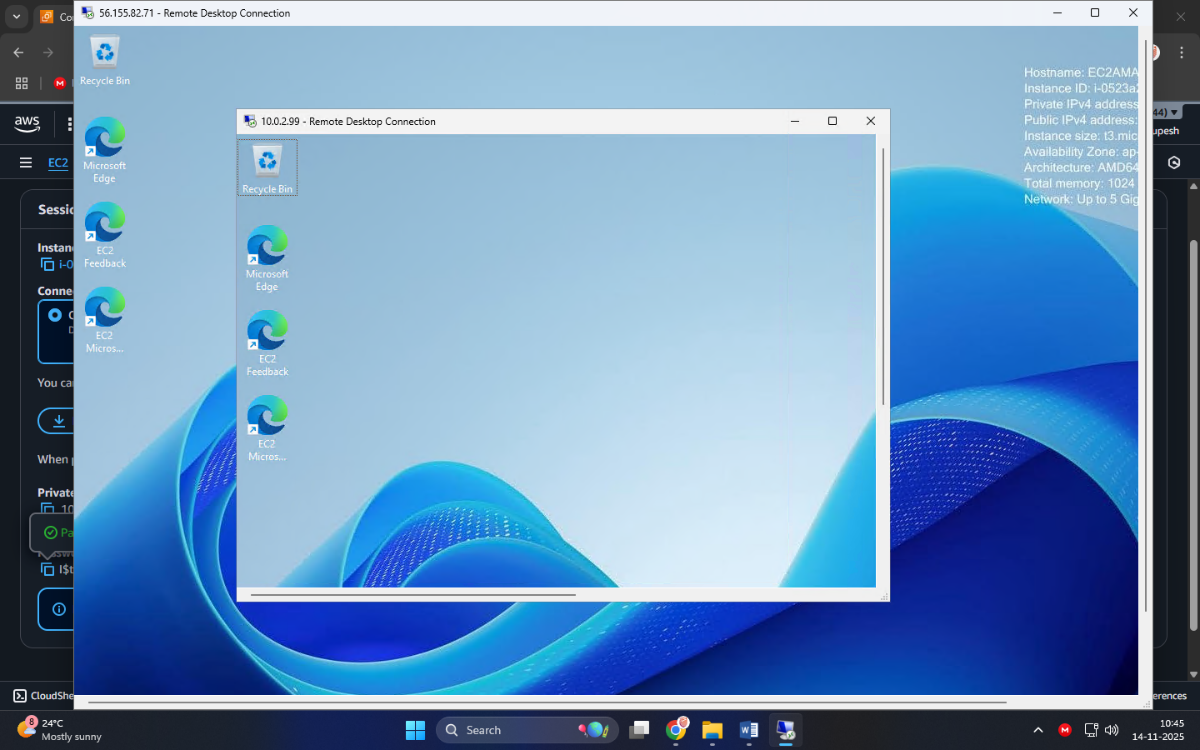 56.155.82.71 - Remote Desktop Connection
Recycle Bin
Microsoft
Edge
EC2
Feedback
EC2
Micros...
Hostname: EC2AMA
Instance ID: i-0523a
Private IPv4 address
Public IPv4 address:
Instance size: t3.mic
Availability Zone: ap-
Architecture: AMD64
Total memory: 1024
Network: Up to 5 Gig
10.0.2.99 - Remote Desktop Connection
Recycle Bin
Microsoft
Edge
EC2
Feedback
EC2
Micros...
Co
aws
EC2
44)
upesh
Sessio
Instan
i-0
Conne
You ca
When
Private
10
Pa
I$t
CloudShe
erences
8
24°C
Mostly sunny
Search
10:45
14-11-2025